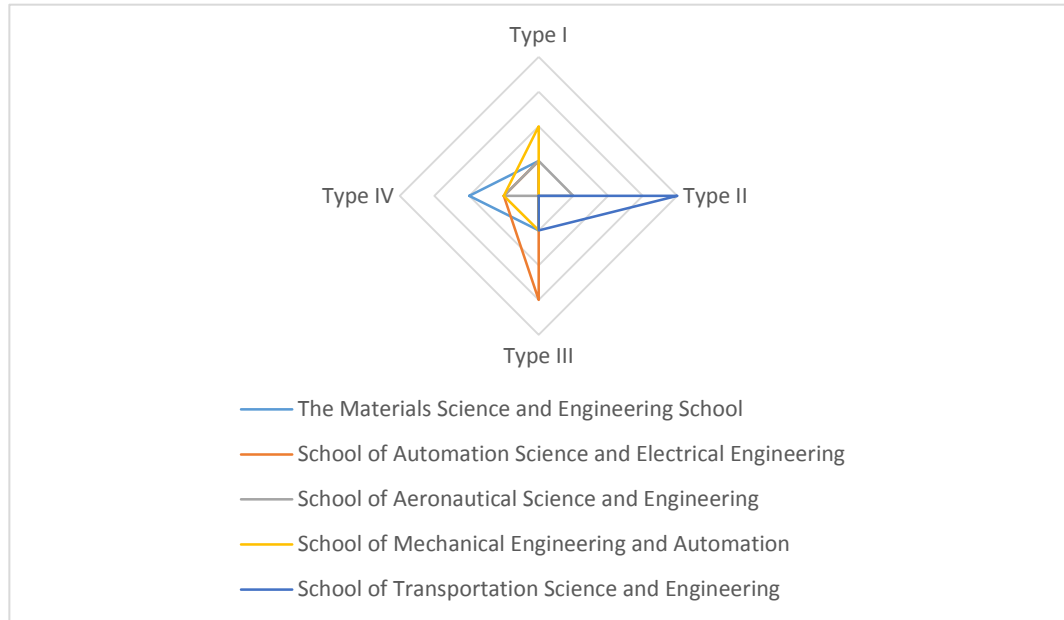 Type I
Type IV
Type II
Type III
The Materials Science and Engineering School
School of Automation Science and Electrical Engineering
School of Aeronautical Science and Engineering
School of Mechanical Engineering and Automation
School of Transportation Science and Engineering